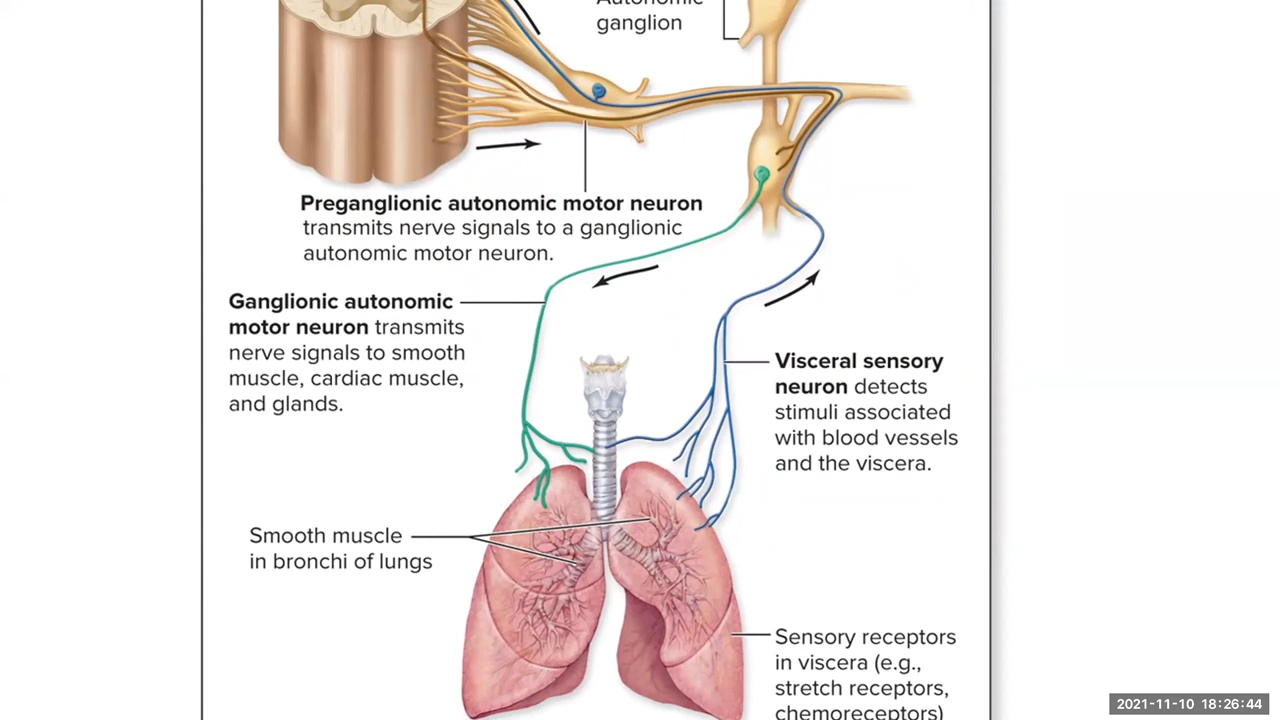 Autonomic
ganglion
Preganglionic autonomic motor neuron
transmits nerve signals to a ganglionic
autonomic motor neuron.
Ganglionic autonomic
motor neuron transmits
nerve signals to smooth
muscle, cardiac muscle,
and glands.
Visceral sensory
neuron detects
stimuli associated
with blood vessels
and the viscera.
Smooth muscle
in bronchi of lungs
Sensory receptors
in viscera (e.g.,
stretch receptors,
chemoreceptors)
2021-11-10 18:26:44